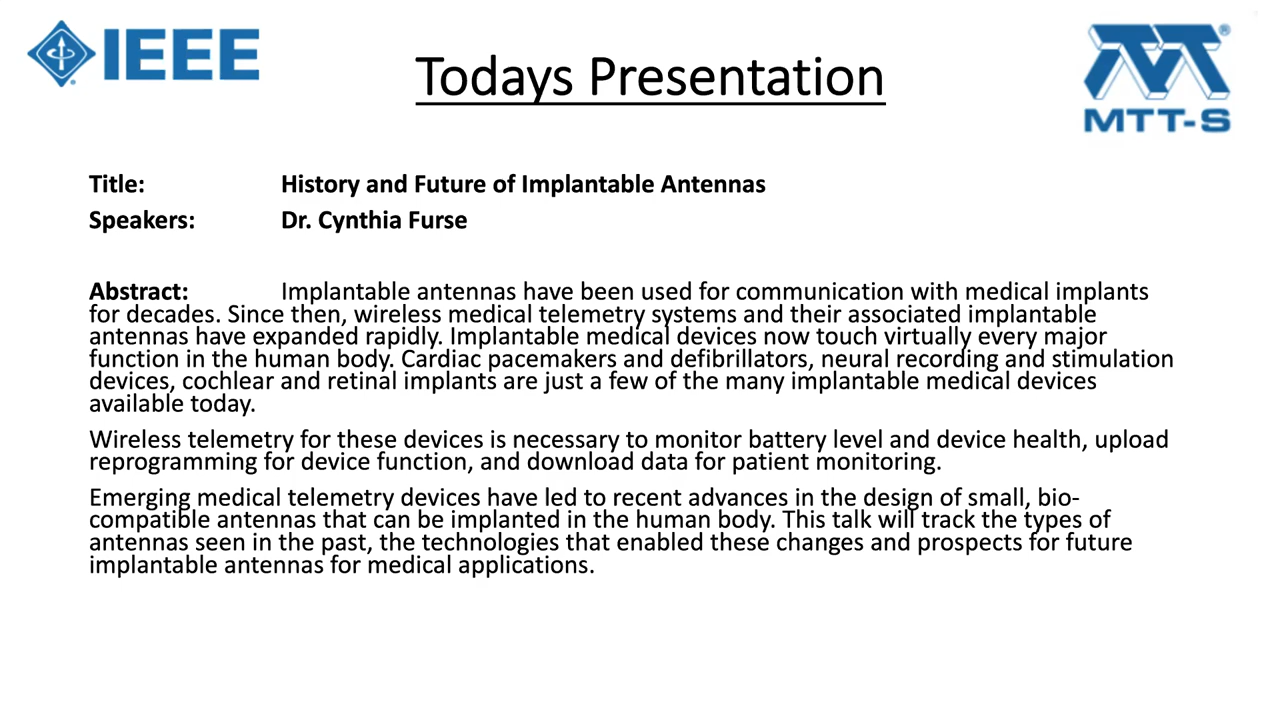 IEEE
Todays Presentation
MTT-S
Title: History and Future of Implantable Antennas
Speakers: Dr. Cynthia Furse
Abstract: Implantable antennas have been used for communication with medical implants
for decades. Since then, wireless medical telemetry systems and their associated implantable
antennas have expanded rapidly. Implantable medical devices now touch virtually every major
function in the human body. Cardiac pacemakers and defibrillators, neural recording and stimulation
devices, cochlear and retinal implants are just a few of the many implantable medical devices
available today.
Wireless telemetry for these devices is necessary to monitor battery level and device health, upload
reprogramming for device function, and download data for patient monitoring.
Emerging medical telemetry devices have led to recent advances in the design of small, bio-
compatible antennas that can be implanted in the human body. This talk will track the types of
antennas seen in the past, the technologies that enabled these changes and prospects for future
implantable antennas for medical applications.